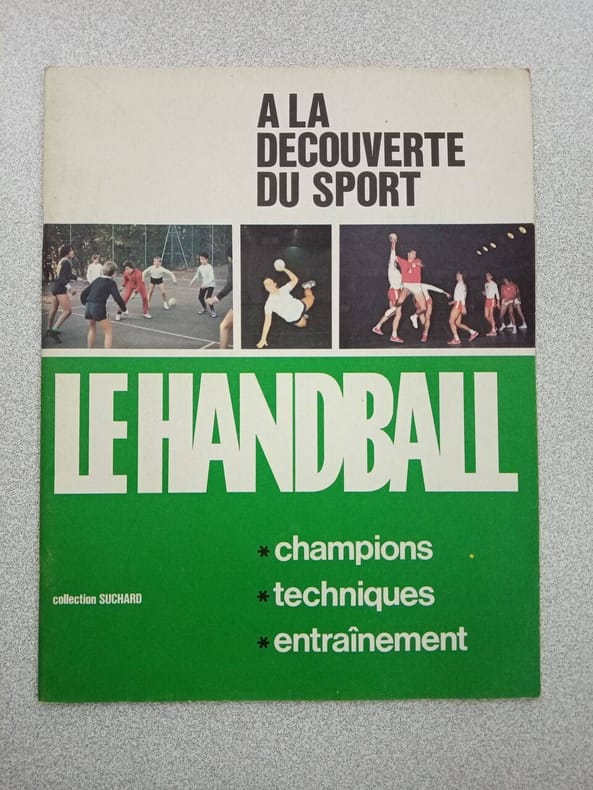 A LA
DECOUVERTE
DU SPORT
LE HANDBALL
* champions
* techniques
* entraînement
collection SUCHARD